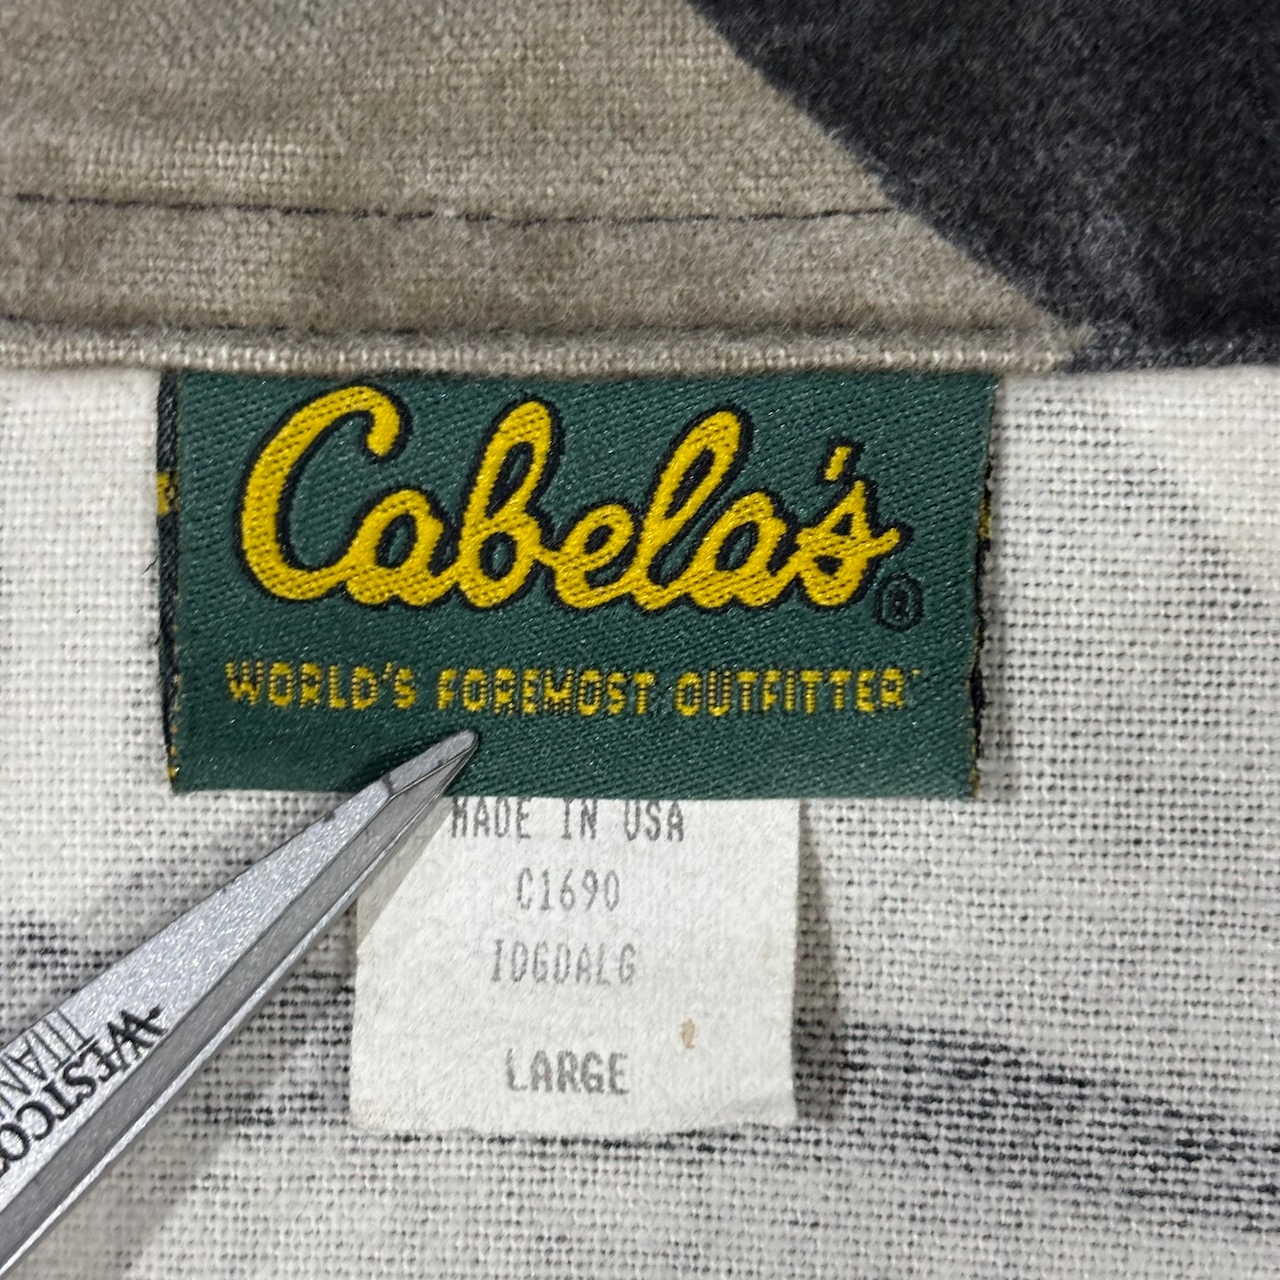 Cabela's®
WORLD'S FOREMOST OUTFITTER
MADE IN USA
C1690
IDGDALG
LARGE
WESTCO
TITAN